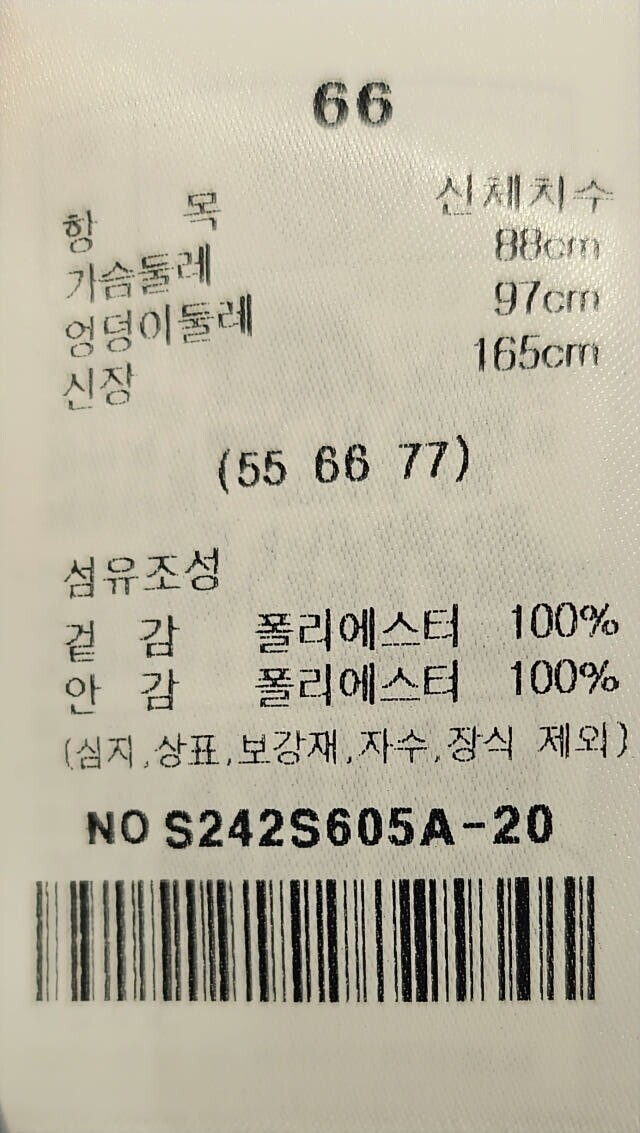 66
항 목 신체치수
가슴둘레 88cm
엉덩이둘레 97cm
신장 165cm
(55 66 77)
섬유조성
겉 감 폴리에스터 100%
안 감 폴리에스터 100%
(심지,상표,보강재,자수,장식 제외)
NO S242S605A-20